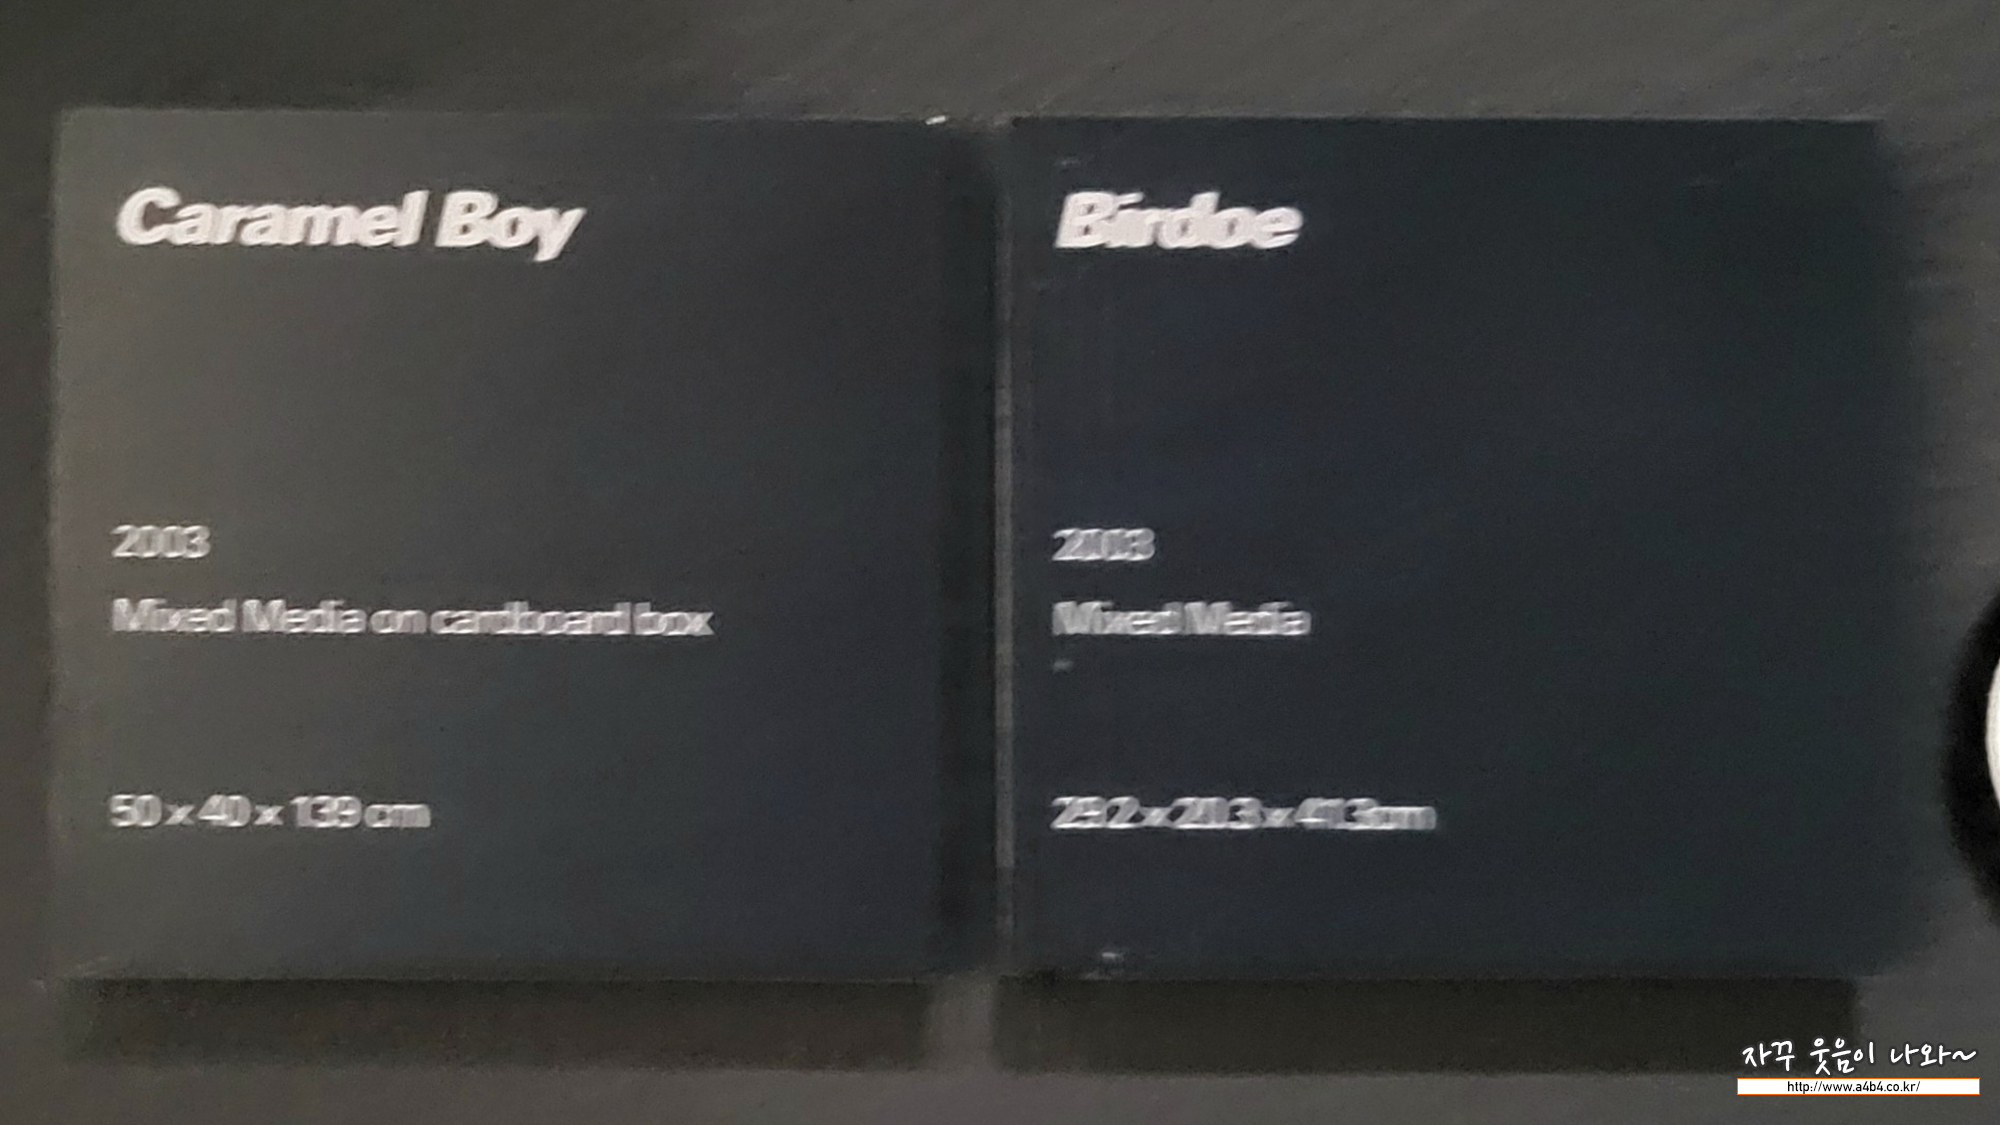 Caramel Boy
2003
Mixed Media on cardboard box
50 x 40 x 139 cm
Birdoe
2003
Mixed Media
자꾸 웃음이 나와~
http://www.a4b4.co.kr/